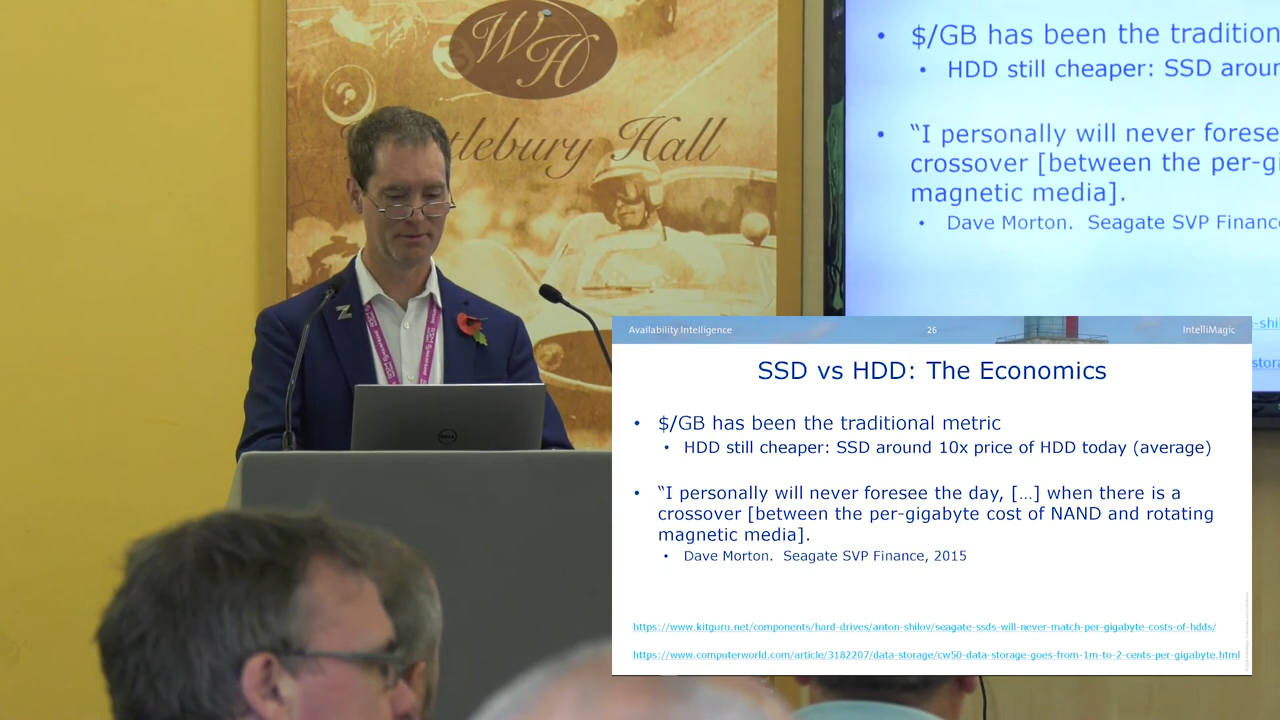 WH
ttlebury Hall
$/GB has been the tradition
HDD still cheaper: SSD aroun
"I personally will never forese
crossover [between the per-gi
magnetic media].
Dave Morton. Seagate SVP Finance
Z
DELL
Availability Intelligence
26
IntelliMagic
SSD vs HDD: The Economics
• $/GB has been the traditional metric
• HDD still cheaper: SSD around 10x price of HDD today (average)
• “I personally will never foresee the day, […] when there is a
crossover [between the per-gigabyte cost of NAND and rotating
magnetic media].
• Dave Morton. Seagate SVP Finance, 2015
https://www.kitguru.net/components/hard-drives/anton-shilov/seagate-ssds-will-never-match-per-gigabyte-costs-of-hdds/
https://www.computerworld.com/article/3182207/data-storage/cw50-data-storage-goes-from-1m-to-2-cents-per-gigabyte.html